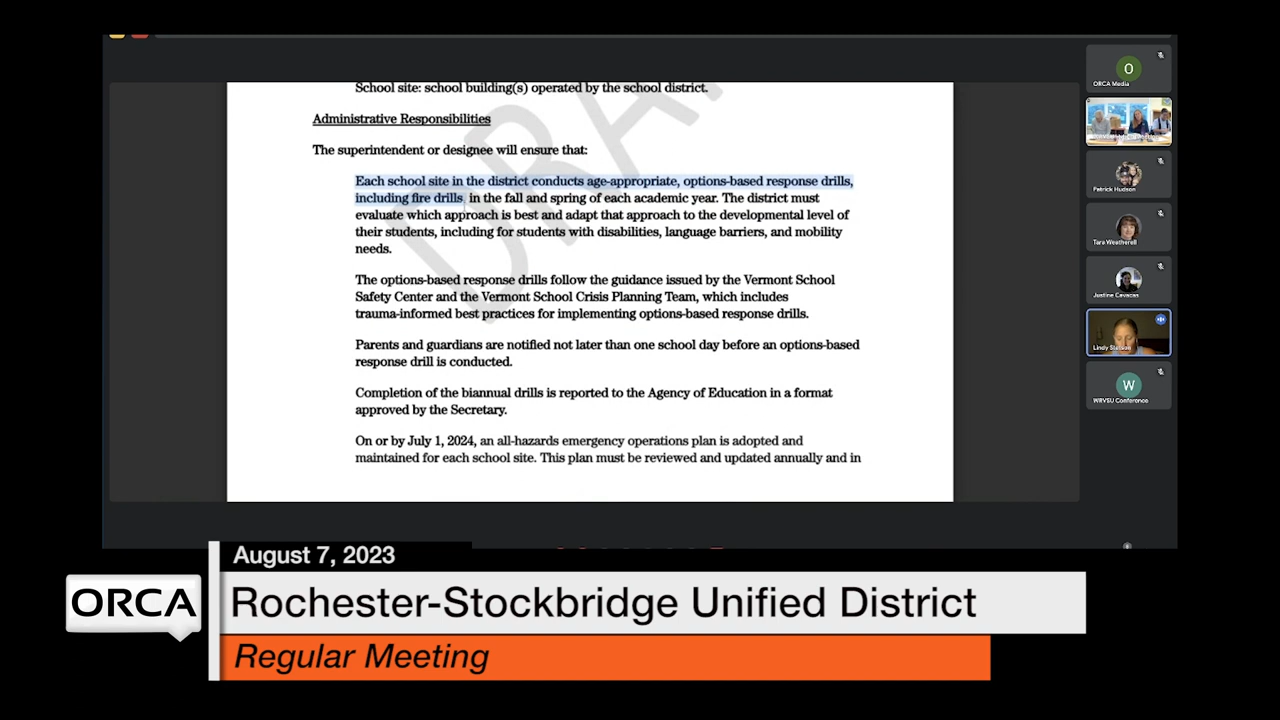 School site: school building(s) operated by the school district.
Administrative Responsibilities
The superintendent or designee will ensure that:
Each school site in the district conducts age-appropriate, options-based response drills,
including fire drills, in the fall and spring of each academic year. The district must
evaluate which approach is best and adapt that approach to the developmental level of
their students, including for students with disabilities, language barriers, and mobility
needs.
The options-based response drills follow the guidance issued by the Vermont School
Safety Center and the Vermont School Crisis Planning Team, which includes
trauma-informed best practices for implementing options-based response drills.
Parents and guardians are notified not later than one school day before an options-based
response drill is conducted.
Completion of the biannual drills is reported to the Agency of Education in a format
approved by the Secretary.
On or by July 1, 2024, an all-hazards emergency operations plan is adopted and
maintained for each school site. This plan must be reviewed and updated annually and in
O
ORCA Media
Patrick Hudson
Tara Weatherell
Justine Cavacas
Lindy Stetson
W
WRVSU Conference
August 7, 2023
ORCA
Rochester-Stockbridge Unified District
Regular Meeting